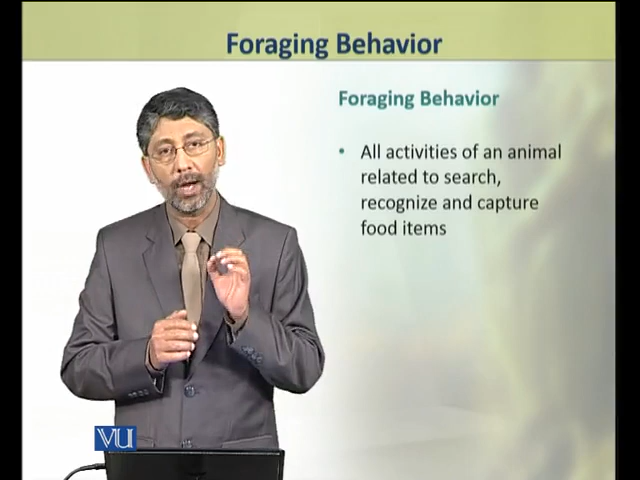 Foraging Behavior
Foraging Behavior
• All activities of an animal
related to search,
recognize and capture
food items
VU